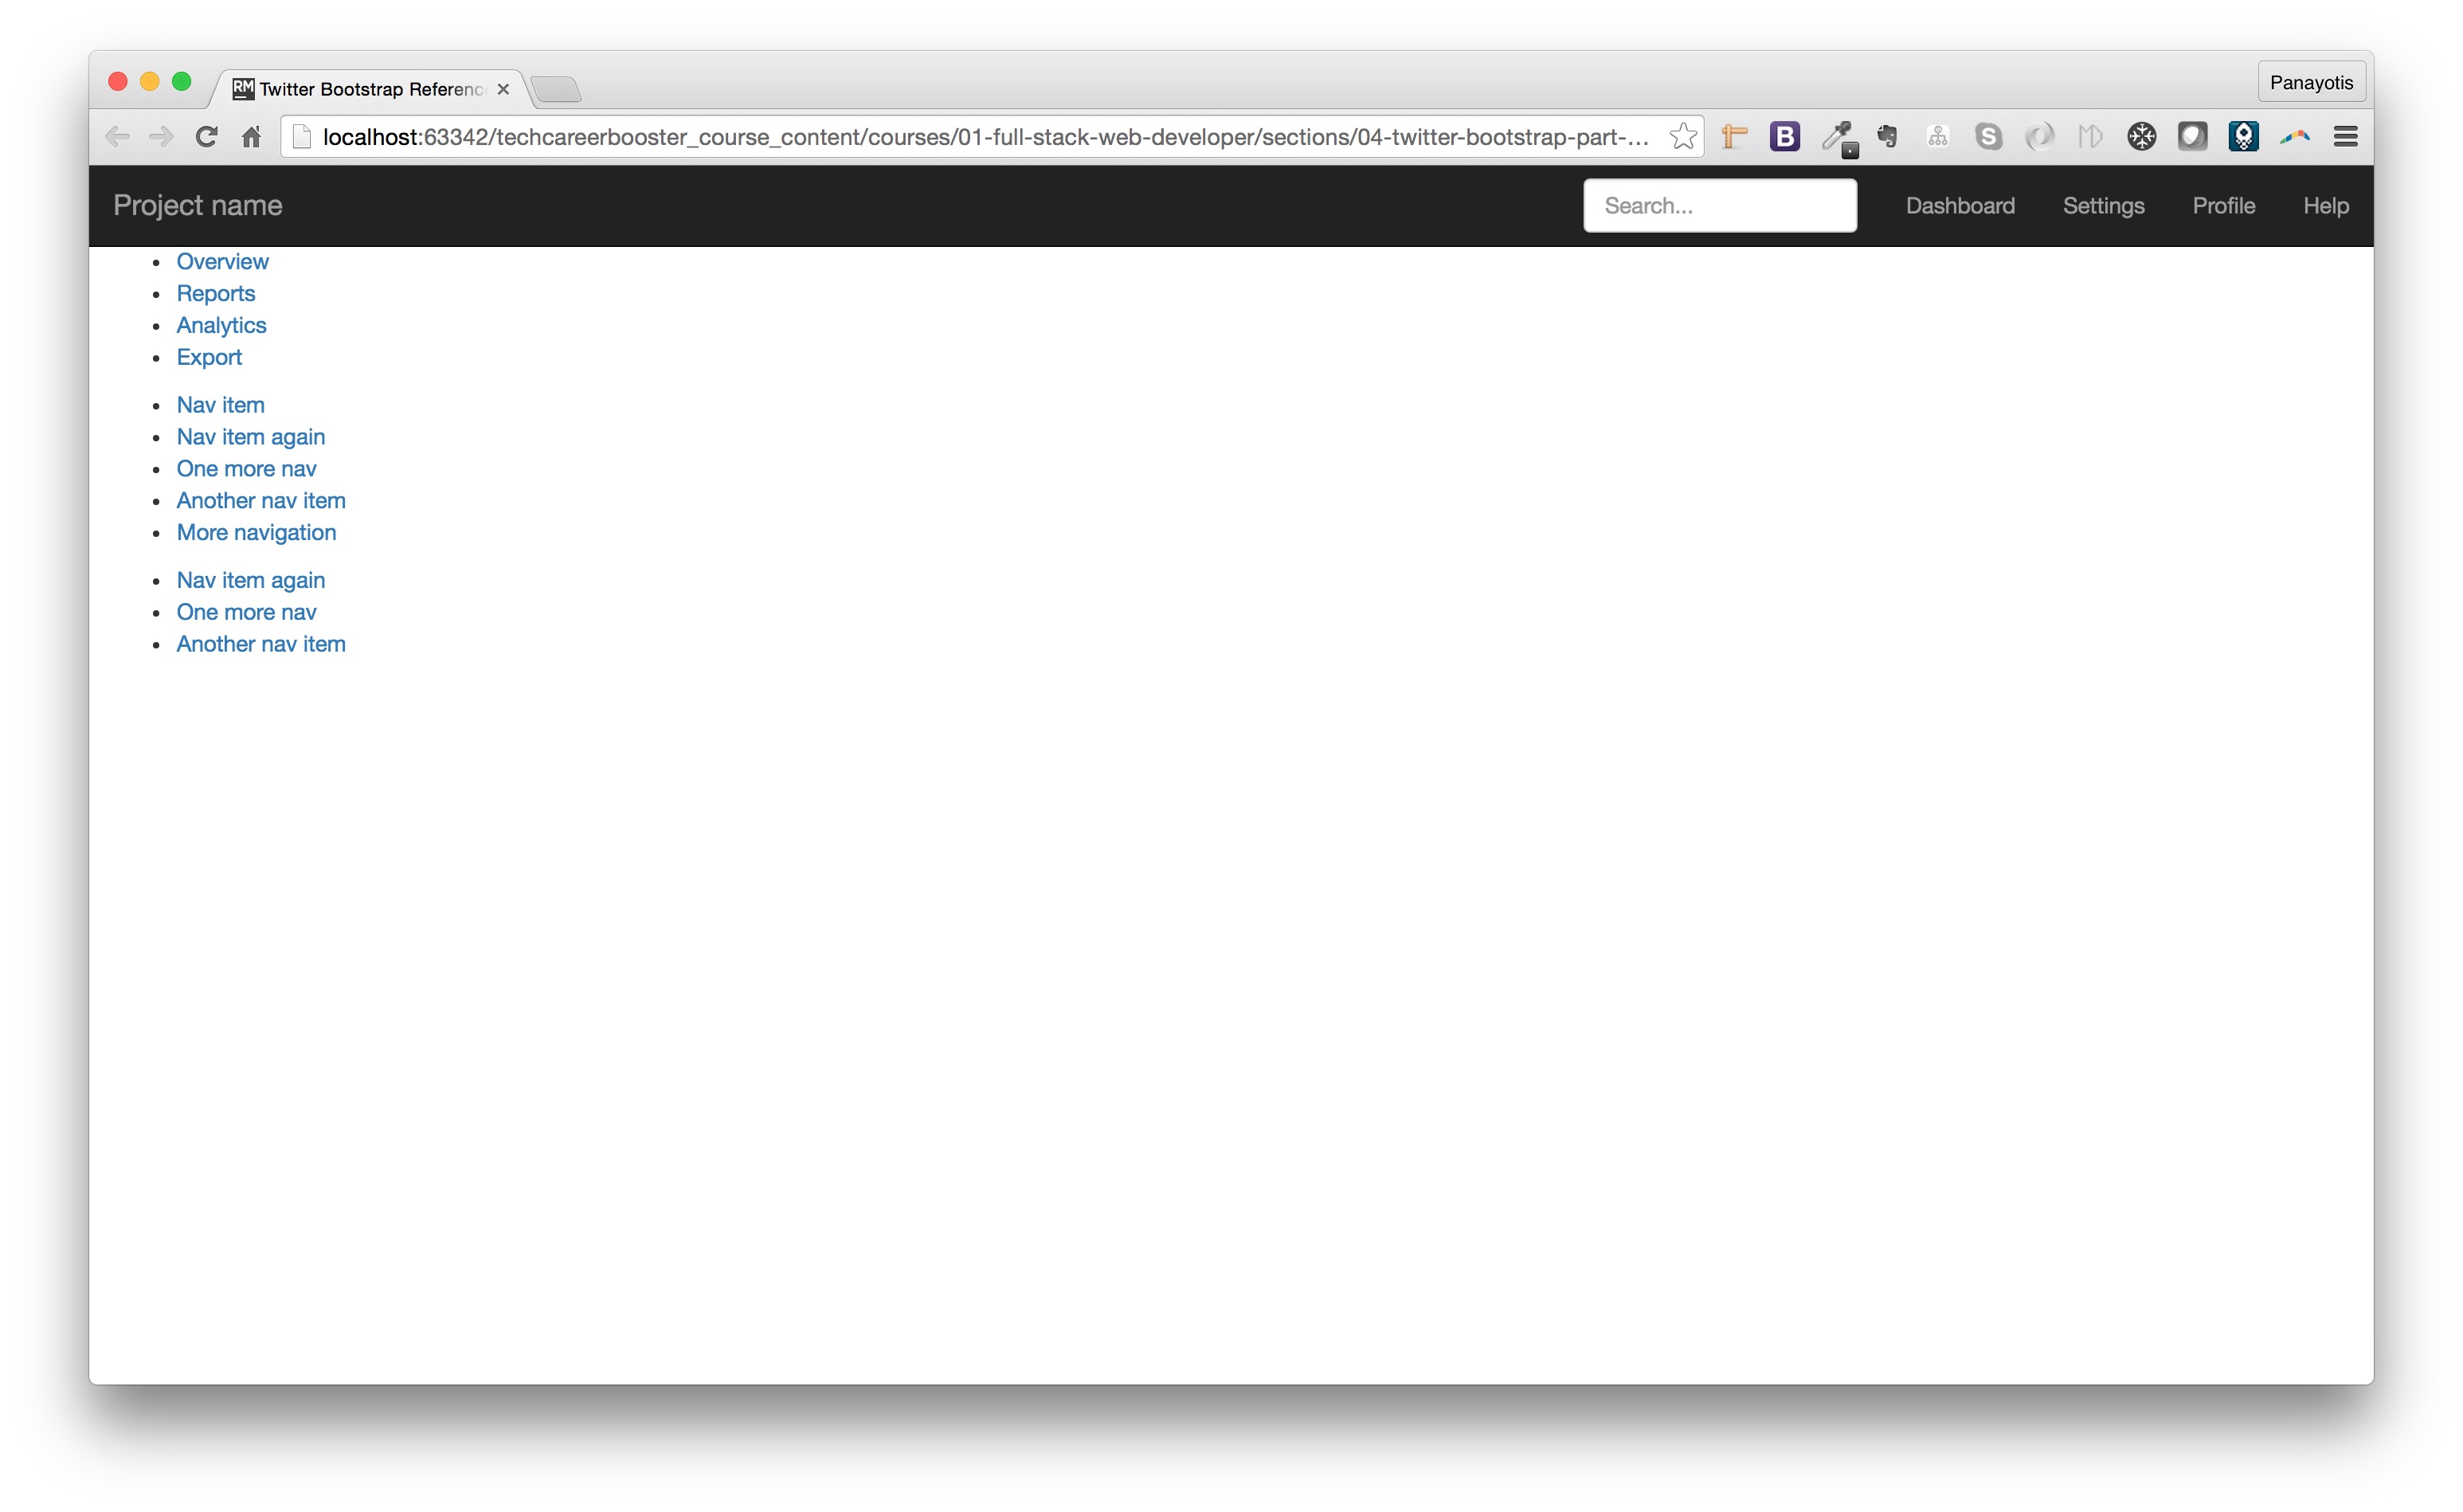 RM Twitter Bootstrap Referenc
Panayotis
localhost:63342/techcareerbooster_course_content/courses/01-full-stack-web-developer/sections/04-twitter-bootstrap-part-...
B
S
Project name
Search...
Dashboard
Settings
Profile
Help
Overview
Reports
Analytics
Export
Nav item
Nav item again
One more nav
Another nav item
More navigation
Nav item again
One more nav
Another nav item